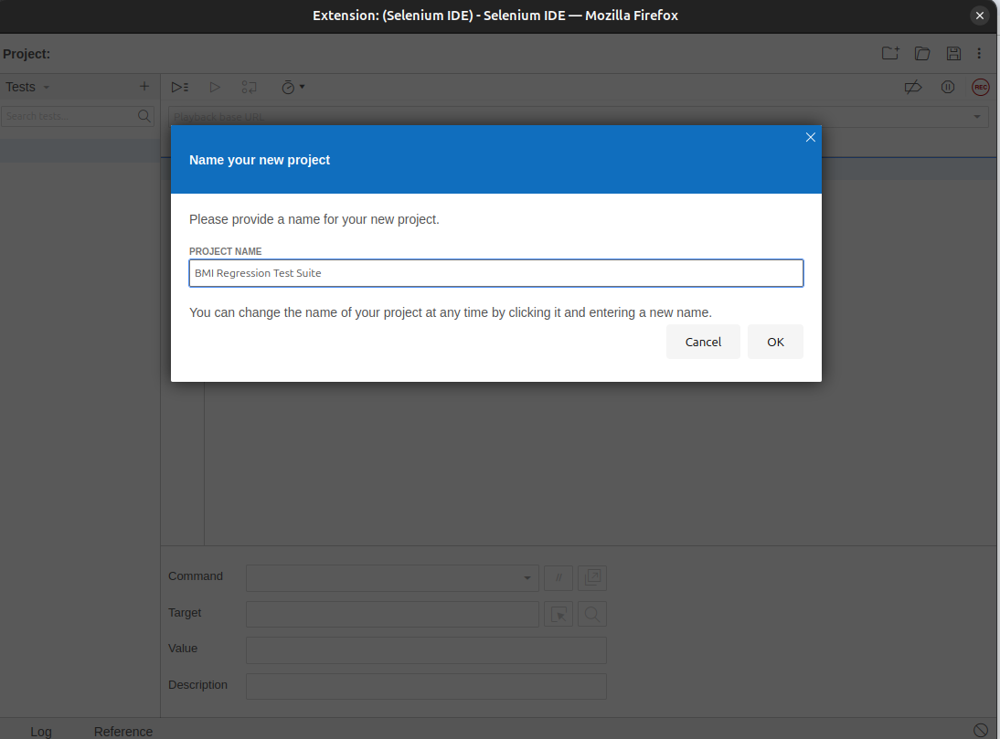 Extension: (Selenium IDE) - Selenium IDE — Mozilla Firefox
Project:
Tests
REC
Search tests...
Playback base URL
Name your new project
Please provide a name for your new project.
PROJECT NAME
BMI Regression Test Suite
You can change the name of your project at any time by clicking it and entering a new name.
Cancel OK
Command
//
Target
Value
Description
Log Reference